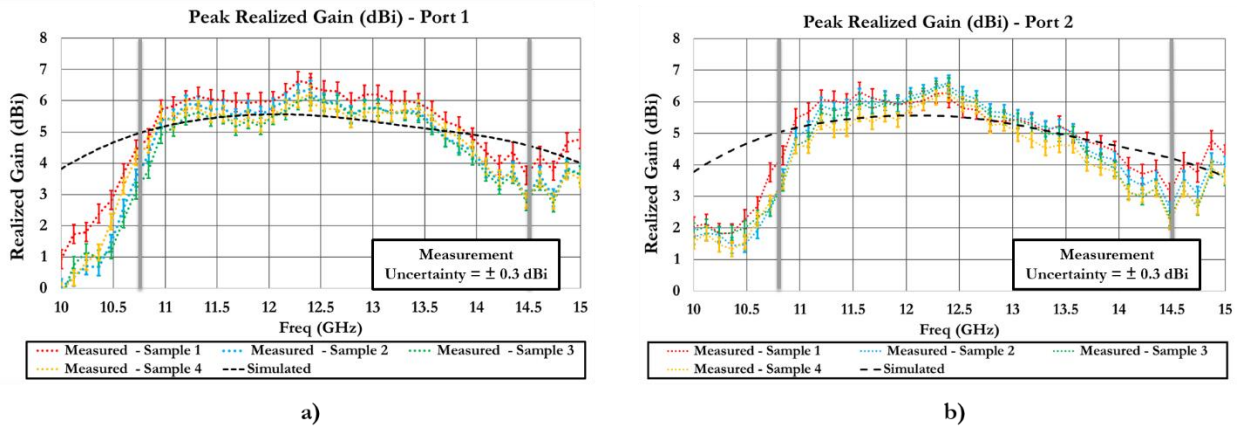 Peak Realized Gain (dBi) - Port 1
Realized Gain (dBi)
8
7
6
5
4
3
2
1
0
Measurement
Uncertainty = ± 0.3 dBi
10 10.5 11 11.5 12 12.5 13 13.5 14 14.5 15
Freq (GHz)
Measured - Sample 1 Measured - Sample 2 Measured - Sample 3
Measured - Sample 4 Simulated
a)
Peak Realized Gain (dBi) - Port 2
Realized Gain (dBi)
8
7
6
5
4
3
2
1
0
Measurement
Uncertainty = ± 0.3 dBi
10 10.5 11 11.5 12 12.5 13 13.5 14 14.5 15
Freq (GHz)
Measured - Sample 1 Measured - Sample 2 Measured - Sample 3
Measured - Sample 4 Simulated
b)